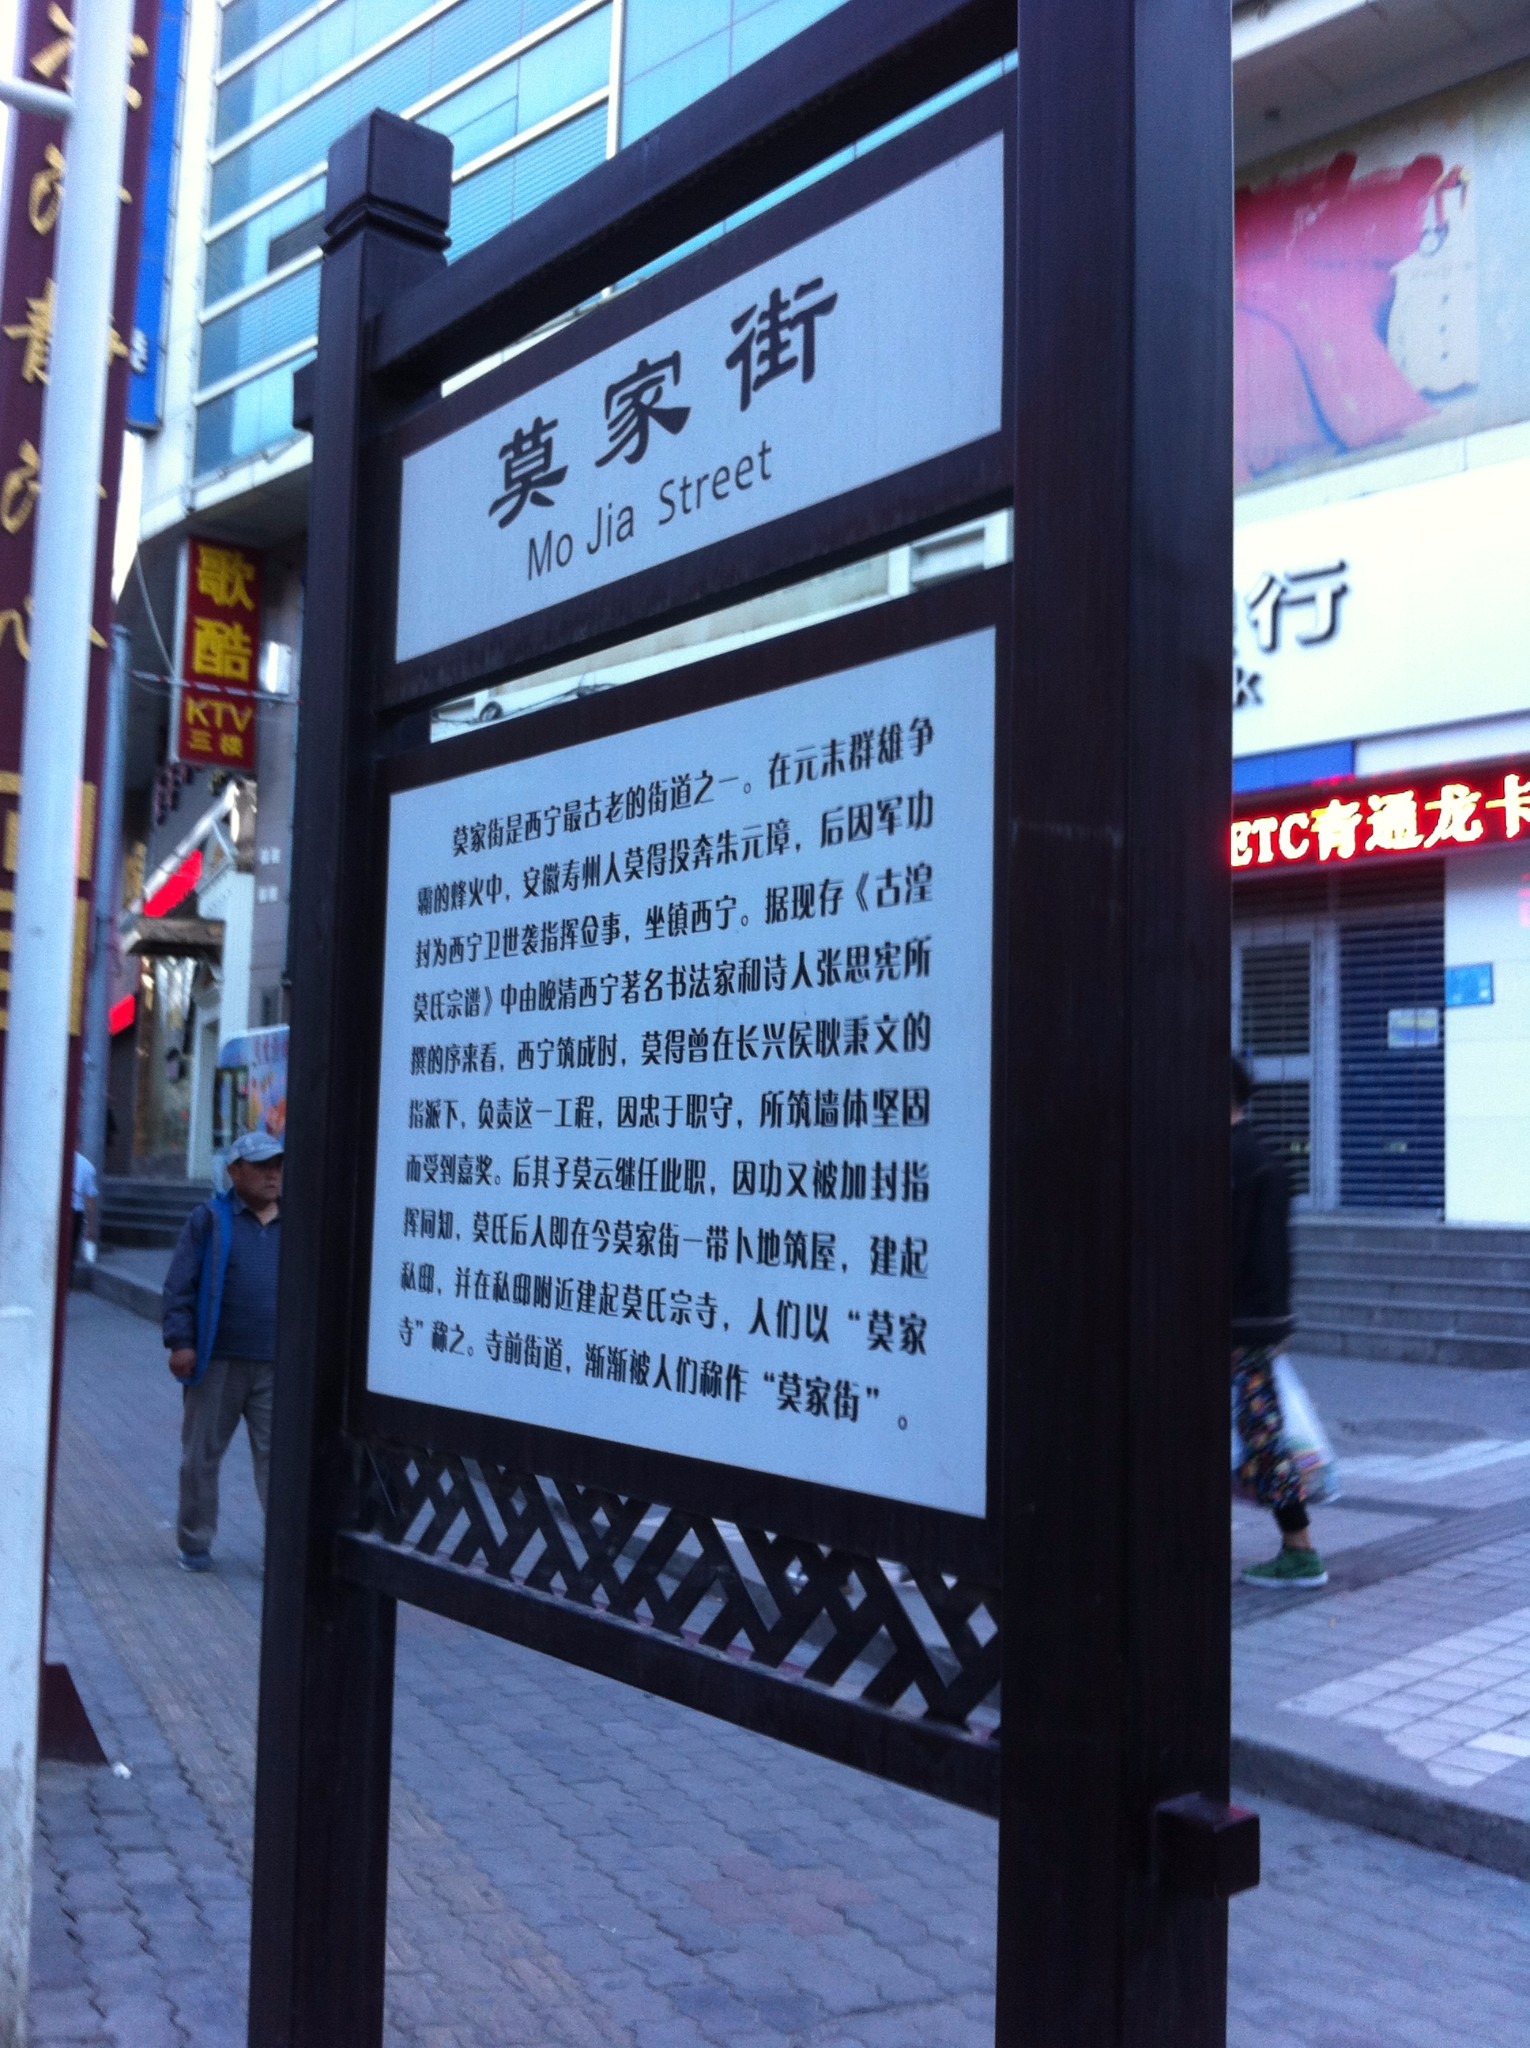 莫家街
Mo Jia Street
莫家街是西宁最古老的街道之一。在元末群雄争
霸的烽火中，安徽寿州人莫得投奔朱元璋，后因军功
封为西宁卫世袭指挥佥事，坐镇西宁。据现存《古湟
莫氏宗谱》中由晚清西宁著名书法家和诗人张思宪所
撰的序来看，西宁筑成时，莫得曾在长兴侯耿秉文的
指派下，负责这一工程，因忠于职守，所筑墙体坚固
而受到嘉奖。后其子莫云继任此职，因功又被加封指
挥同知，莫氏后人即在今莫家街一带卜地筑屋，建起
私邸，并在私邸附近建起莫氏宗寺，人们以“莫家
寺”称之。寺前街道，渐渐被人们称作“莫家街”。
歌
酷
KTV
三楼
行
ETC青通龙卡